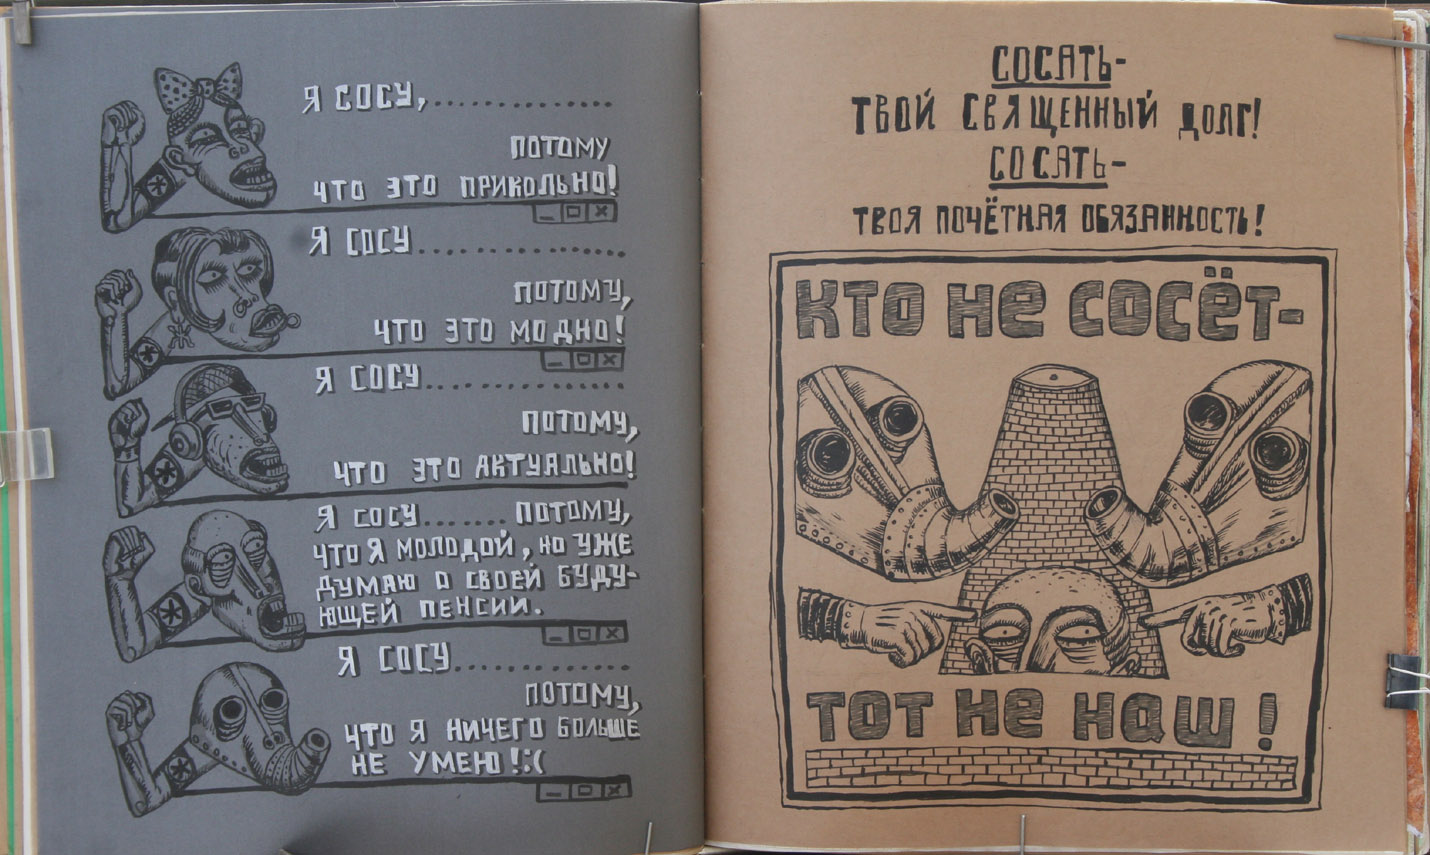 Я СОСУ,..............
ПОТОМУ
ЧТО ЭТО ПРИКОЛЬНО!
Я СОСУ................
ПОТОМУ,
ЧТО ЭТО МОДНО!
Я СОСУ...............
ПОТОМУ,
ЧТО ЭТО АКТУАЛЬНО!
Я СОСУ....... ПОТОМУ,
ЧТО Я МОЛОДОЙ, НО УЖЕ
ДУМАЮ О СВОЕЙ БУДУ-
ЮЩЕЙ ПЕНСИИ.
Я СОСУ.............
ПОТОМУ,
ЧТО Я НИЧЕГО БОЛЬШЕ
НЕ УМЕЮ!:(
СОСАТЬ-
ТВОЙ СВЯЩЕННЫЙ ДОЛГ!
СОСАТЬ-
ТВОЯ ПОЧЁТНАЯ ОБЯЗАННОСТЬ!
КТО НЕ СОСЁТ-
ТОТ НЕ НАШ!